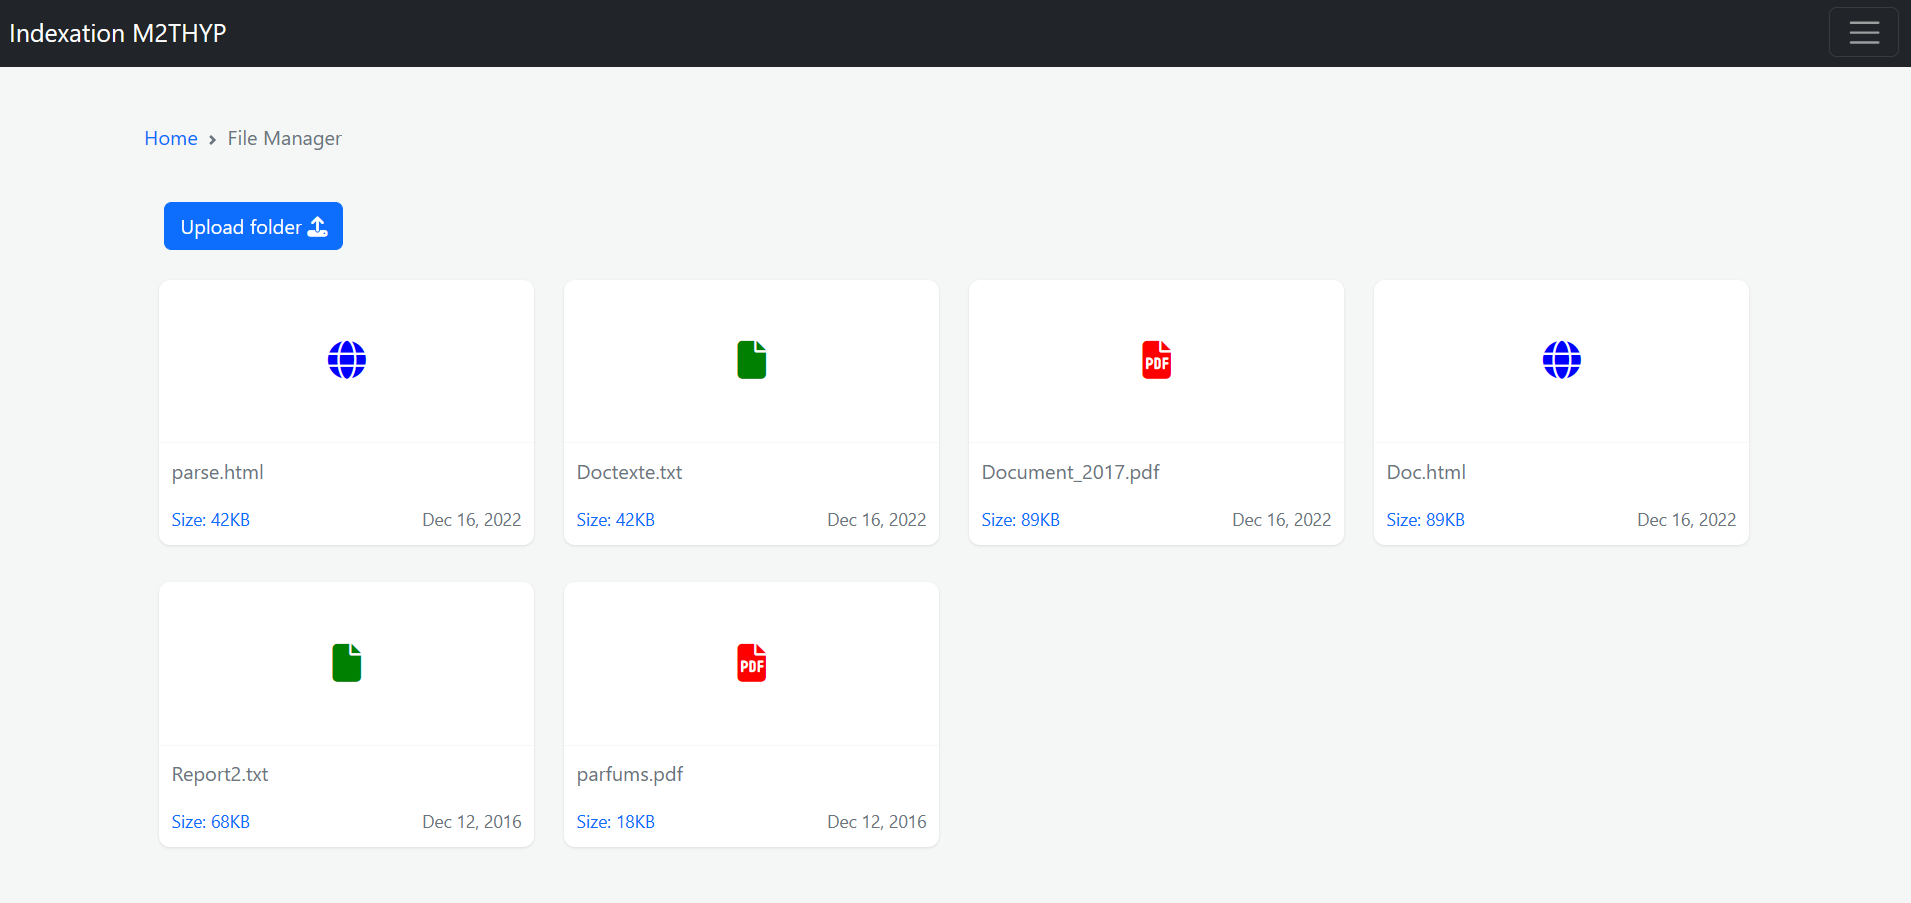 Indexation M2THYP
Home › File Manager
Upload folder
parse.html
Size: 42KB Dec 16, 2022
Doctexte.txt
Size: 42KB Dec 16, 2022
PDF
Document_2017.pdf
Size: 89KB Dec 16, 2022
Doc.html
Size: 89KB Dec 16, 2022
Report2.txt
Size: 68KB Dec 12, 2016
PDF
parfums.pdf
Size: 18KB Dec 12, 2016